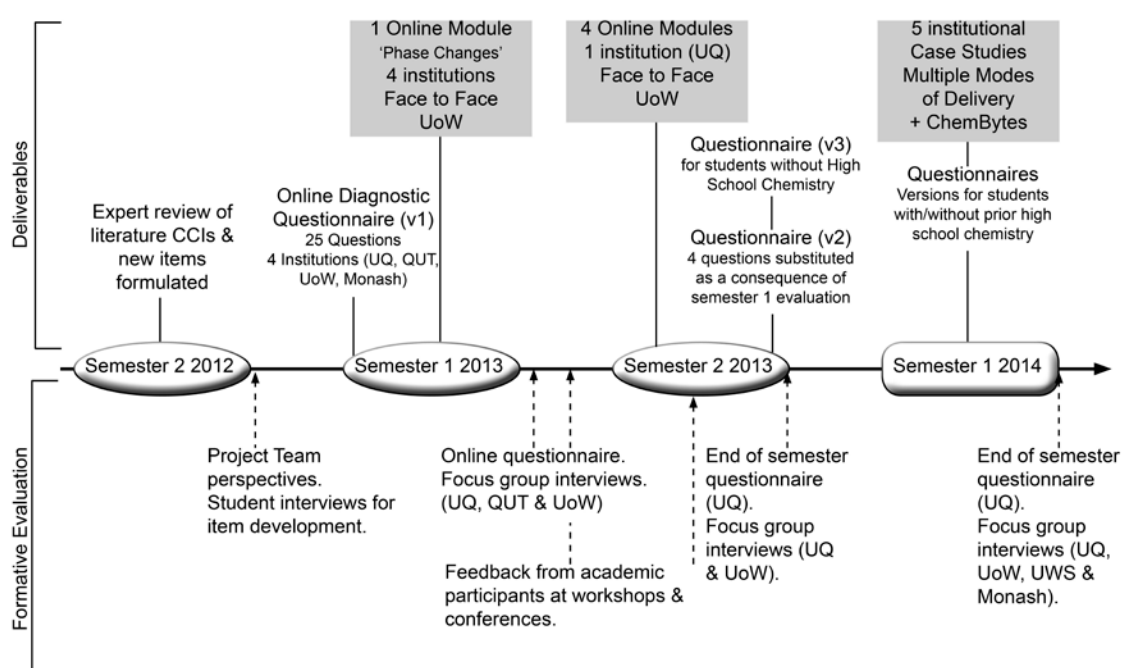 Deliverables
1 Online Module
'Phase Changes'
4 institutions
Face to Face
UoW
4 Online Modules
1 institution (UQ)
Face to Face
UoW
5 institutional
Case Studies
Multiple Modes
of Delivery
+ ChemBytes
Expert review of
literature CCIs &
new items
formulated
Online Diagnostic
Questionnaire (v1)
25 Questions
4 Institutions (UQ, QUT,
UoW, Monash)
Questionnaire (v3)
for students without High
School Chemistry
Questionnaire (v2)
4 questions substituted
as a consequence of
semester 1 evaluation
Questionnaires
Versions for students
with/without prior high
school chemistry
Semester 2 2012
Semester 1 2013
Semester 2 2013
Semester 1 2014
Formative Evaluation
Project Team
perspectives.
Student interviews for
item development.
Online questionnaire.
Focus group interviews.
(UQ, QUT & UoW)
Feedback from academic
participants at workshops &
conferences.
End of semester
questionnaire
(UQ).
Focus group
interviews (UQ
& UoW).
End of semester
questionnaire
(UQ).
Focus group
interviews (UQ,
UoW, UWS &
Monash).